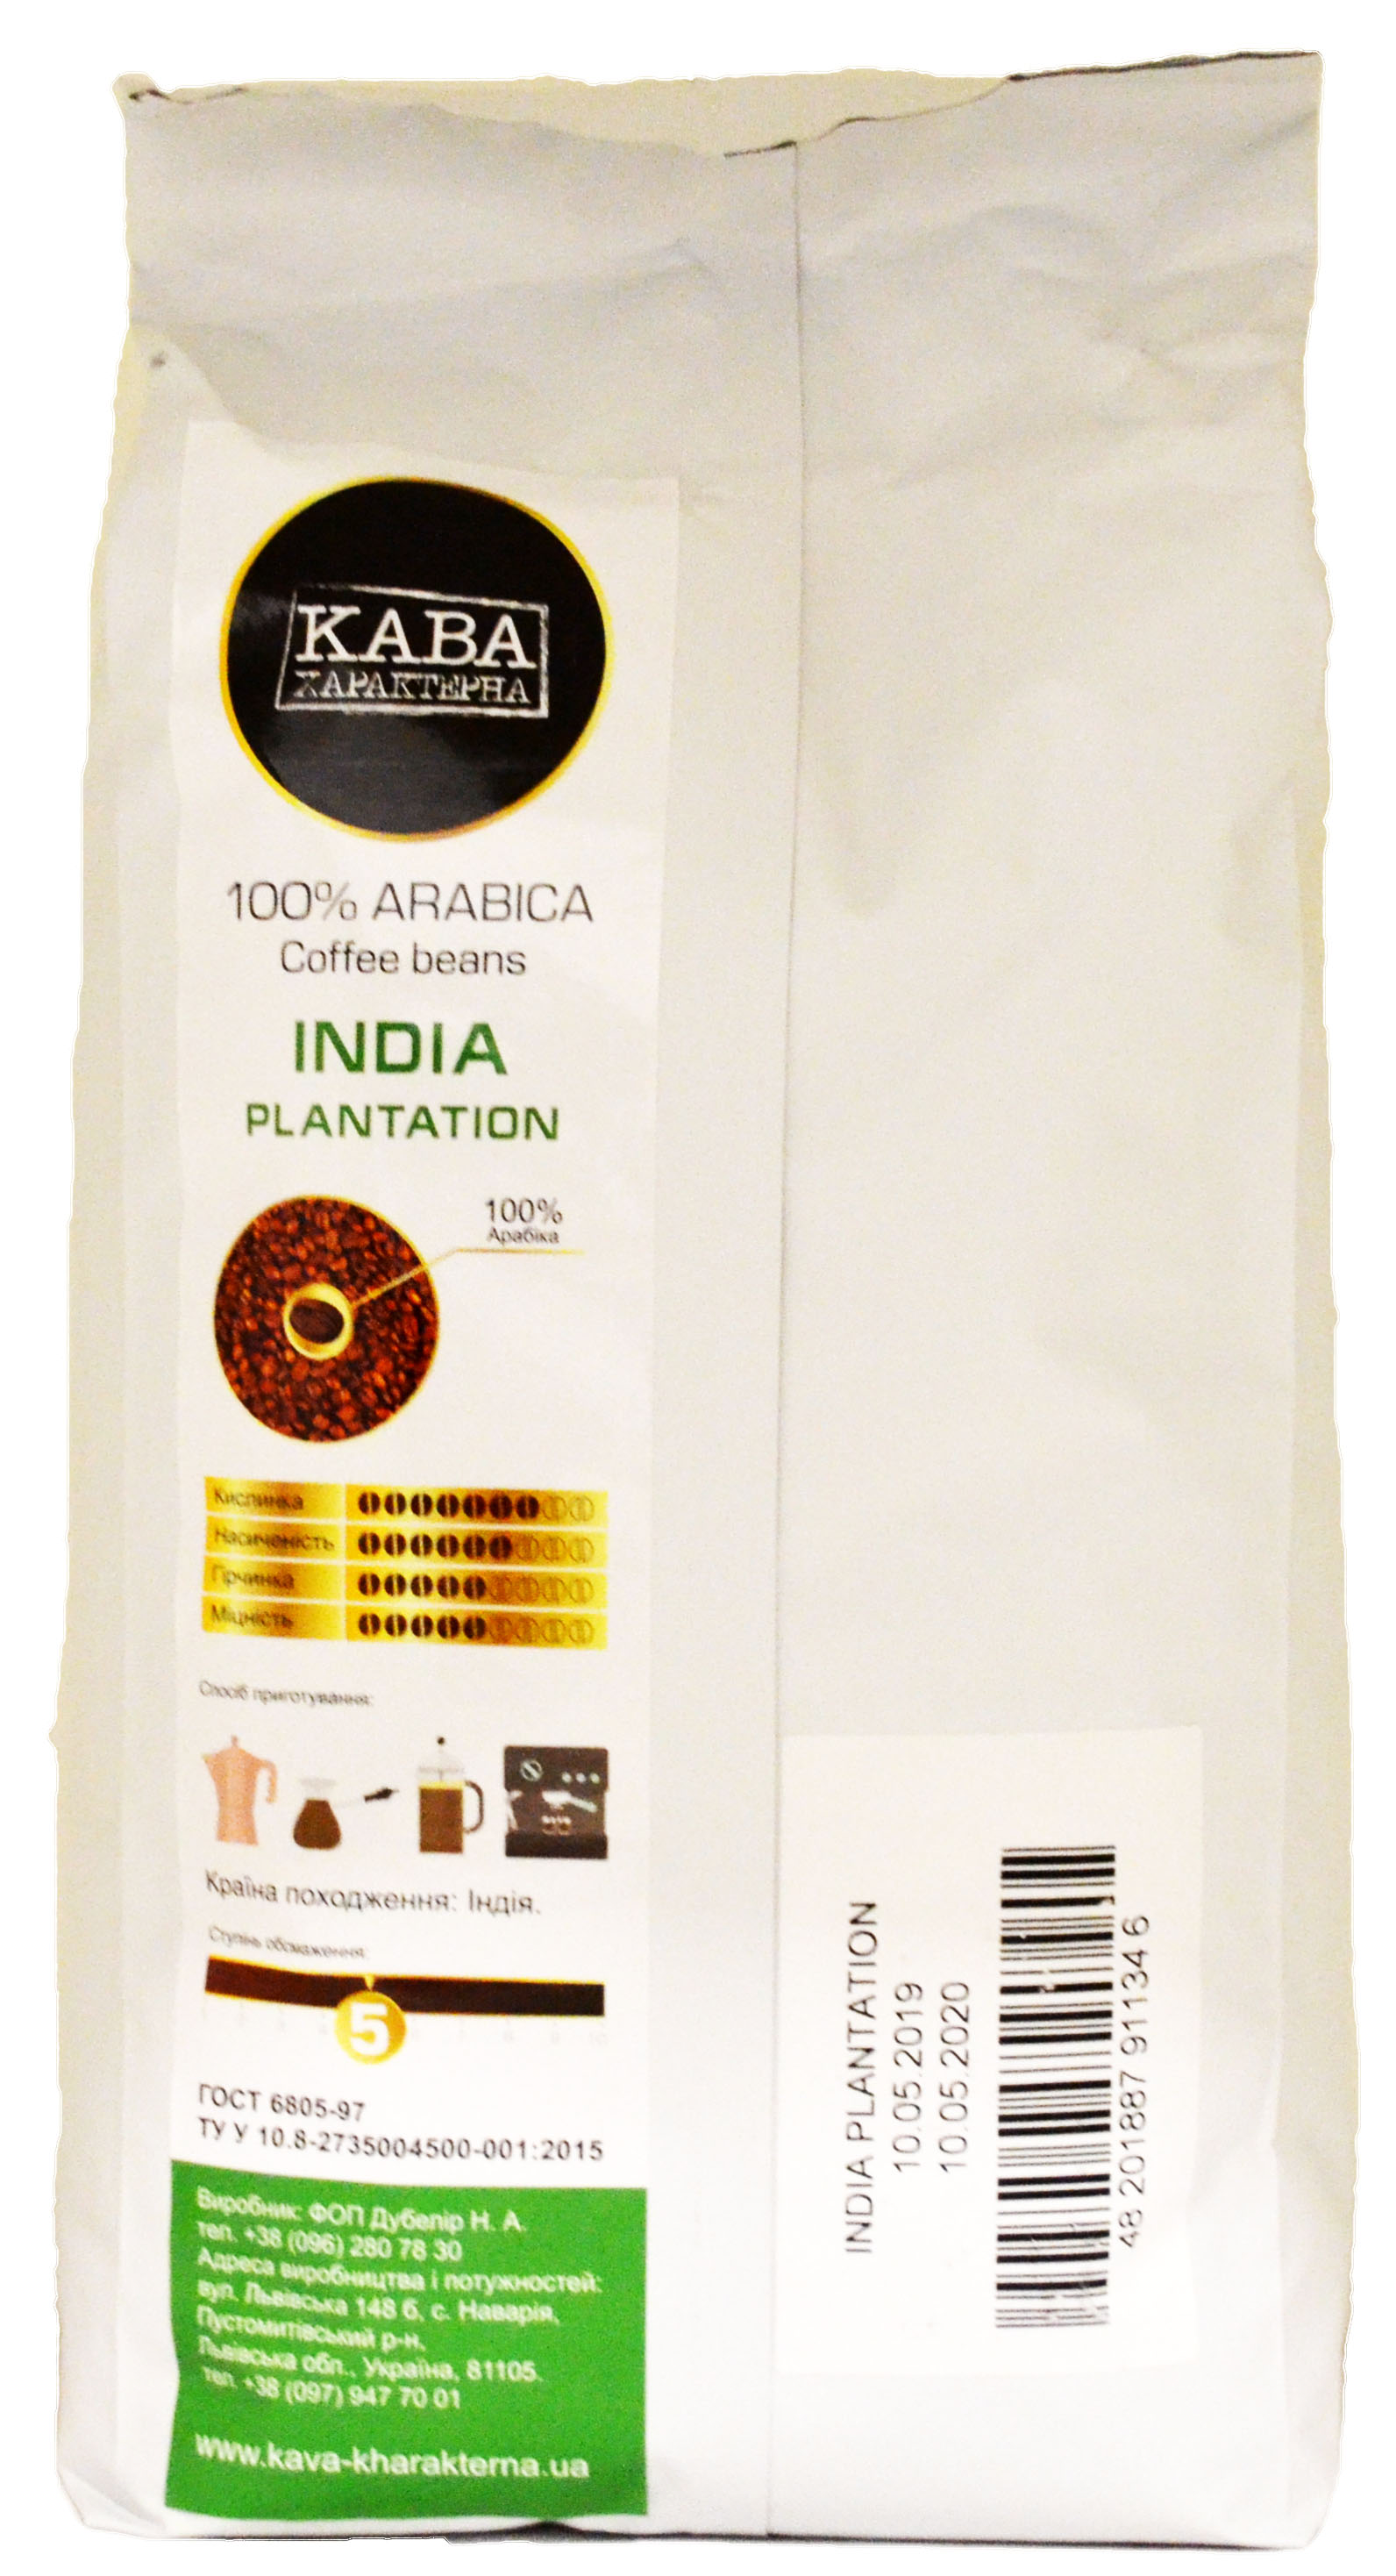 КАВА
ХАРАКТЕРНА
100% ARABICA
Coffee beans
INDIA
PLANTATION
100%
Арабіка
Кислинка
Насиченість
Гірчинка
Міцність
Спосіб приготування:
Країна походження: Індія.
Ступінь обсмаження:
5
ГОСТ 6805-97
ТУ У 10.8-2735004500-001:2015
Виробник: ФОП Дубелір Н. А.
тел. +38 (096) 280 78 30
Адреса виробництва і потужностей:
вул. Львівська 148 б, с. Наварія,
Пустомитівський р-н,
Львівська обл., Україна, 81105.
тел. +38 (097) 947 70 01
www.kava-kharakterna.ua
INDIA PLANTATION
10.05.2019
10.05.2020
48 201887 91134 6